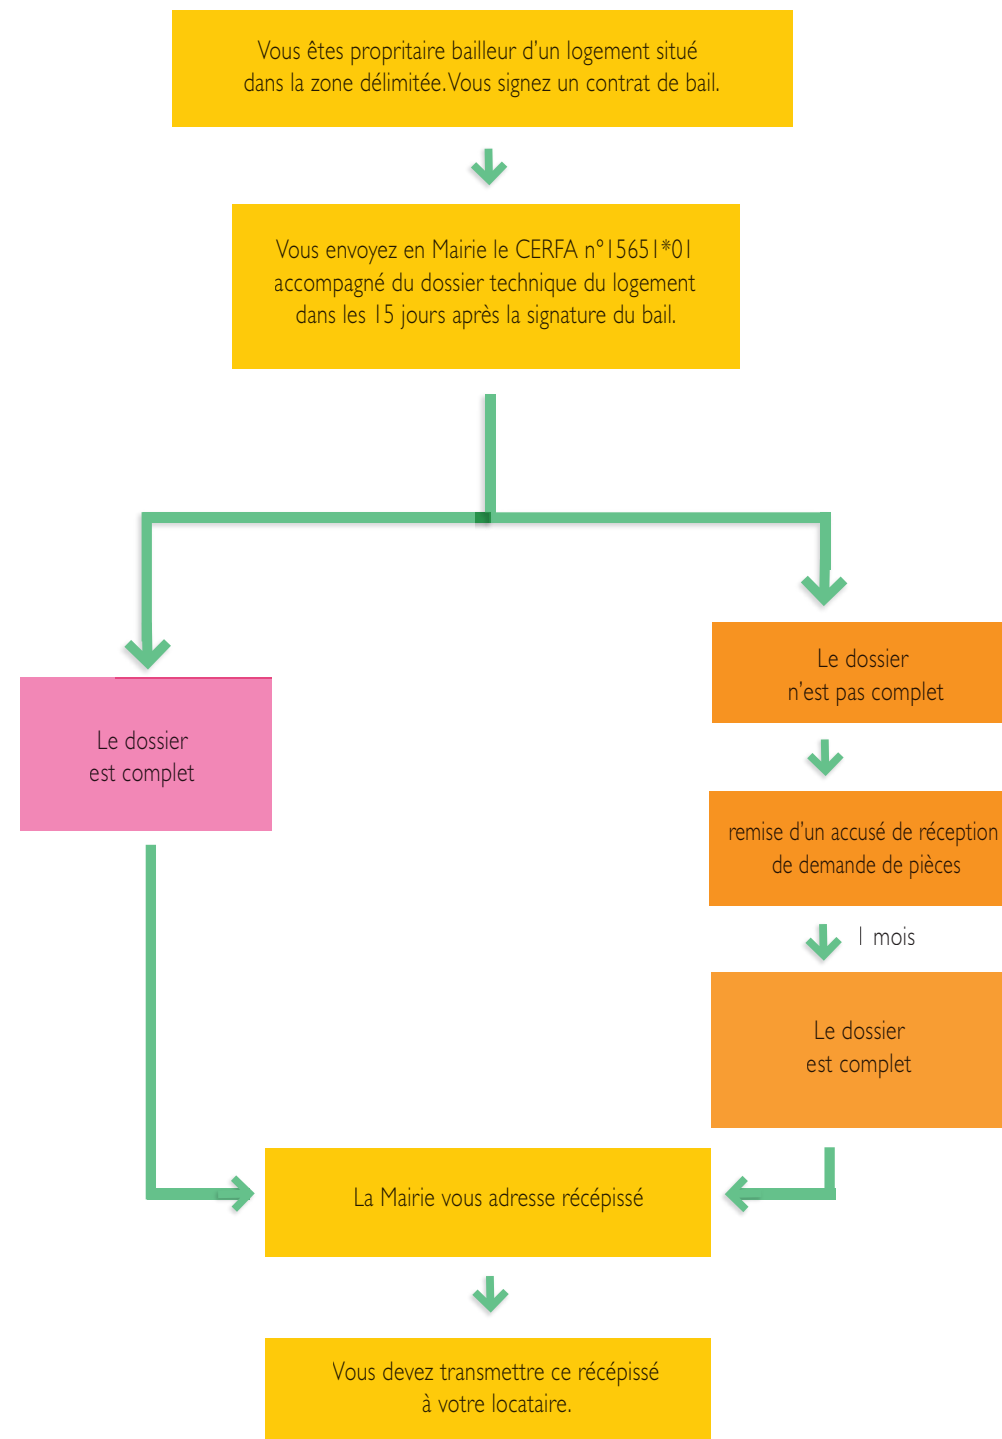 Vous êtes propritaire bailleur d’un logement situé
dans la zone délimitée. Vous signez un contrat de bail.
Vous envoyez en Mairie le CERFA n°15651*01
accompagné du dossier technique du logement
dans les 15 jours après la signature du bail.
Le dossier
est complet
Le dossier
n’est pas complet
remise d’un accusé de réception
de demande de pièces
1 mois
Le dossier
est complet
La Mairie vous adresse récépissé
Vous devez transmettre ce récépissé
à votre locataire.